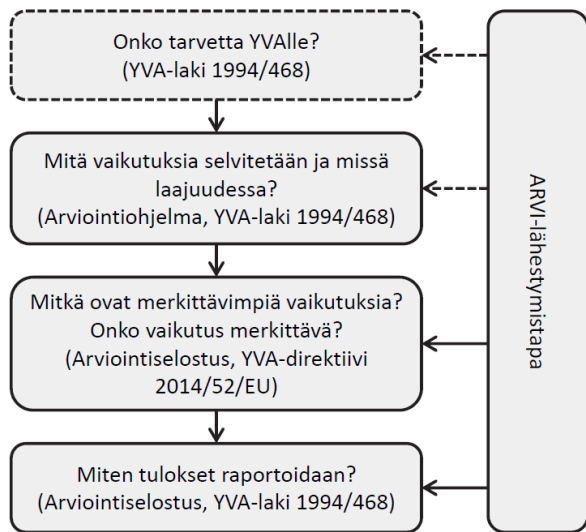 Onko tarvetta YVAlle?
(YVA-laki 1994/468)
Mitä vaikutuksia selvitetään ja missä
laajuudessa?
(Arviointiohjelma, YVA-laki 1994/468)
Mitkä ovat merkittävimpiä vaikutuksia?
Onko vaikutus merkittävä?
(Arviointiselostus, YVA-direktiivi
2014/52/EU)
Miten tulokset raportoidaan?
(Arviointiselostus, YVA-laki 1994/468)
ARVI-lähestymistapa